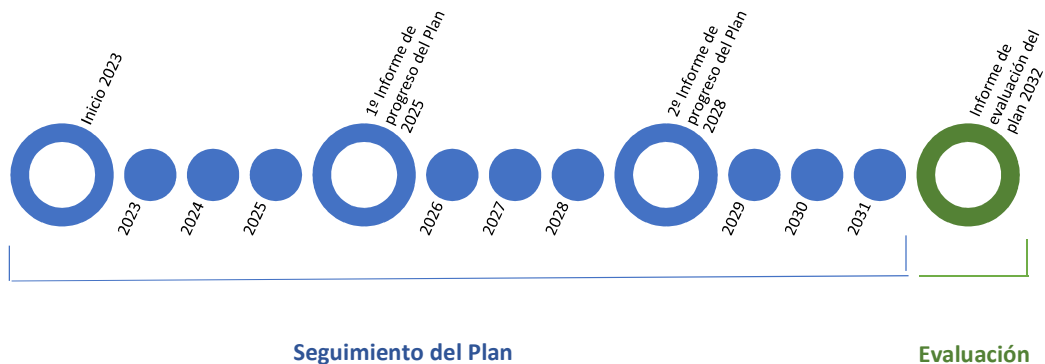 Inicio 2023
2023
2024
2025
1º Informe de
progreso del Plan
2025
2026
2027
2028
2º Informe de
progreso del Plan
2028
2029
2030
2031
Informe de
evaluación del
plan 2032
Seguimiento del Plan
Evaluación